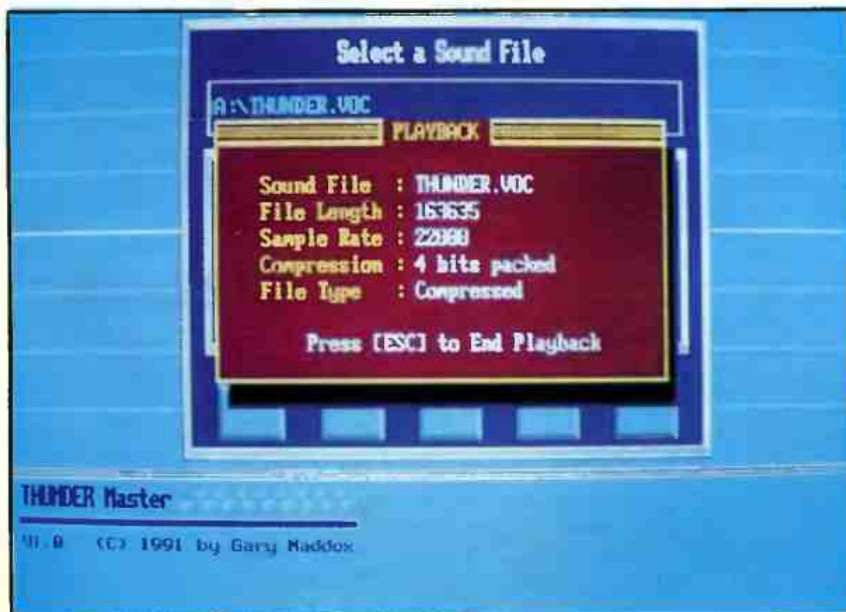 Select a Sound File
A:\THUNDER.VOC
PLAYBACK
Sound File : THUNDER.VOC
File Length : 163635
Sample Rate : 22000
Compression : 4 bits packed
File Type : Compressed
Press [ESC] to End Playback
THUNDER Master
V1.0 (C) 1991 by Gary Maddox